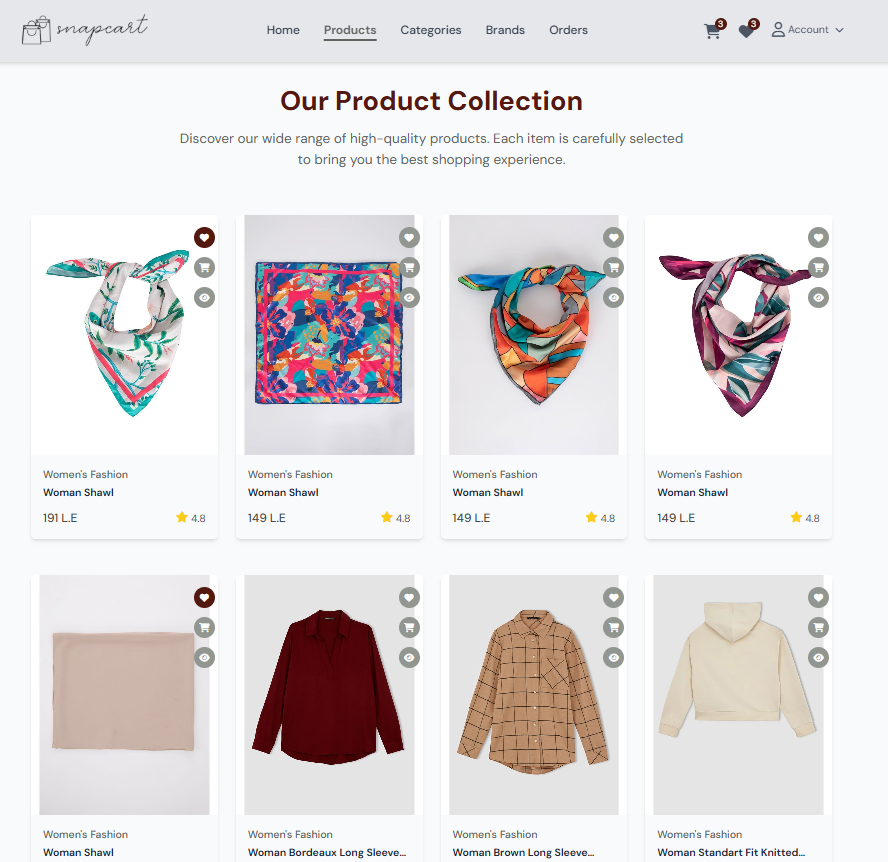 snapcart
Home Products Categories Brands Orders
3 3 Account
Our Product Collection
Discover our wide range of high-quality products. Each item is carefully selected
to bring you the best shopping experience.
Women's Fashion
Woman Shawl
191 L.E 4.8
Women's Fashion
Woman Shawl
149 L.E 4.8
Women's Fashion
Woman Shawl
149 L.E 4.8
Women's Fashion
Woman Shawl
149 L.E 4.8
Women's Fashion
Woman Shawl
Women's Fashion
Woman Bordeaux Long Sleeve...
Women's Fashion
Woman Brown Long Sleeve...
Women's Fashion
Woman Standart Fit Knitted...